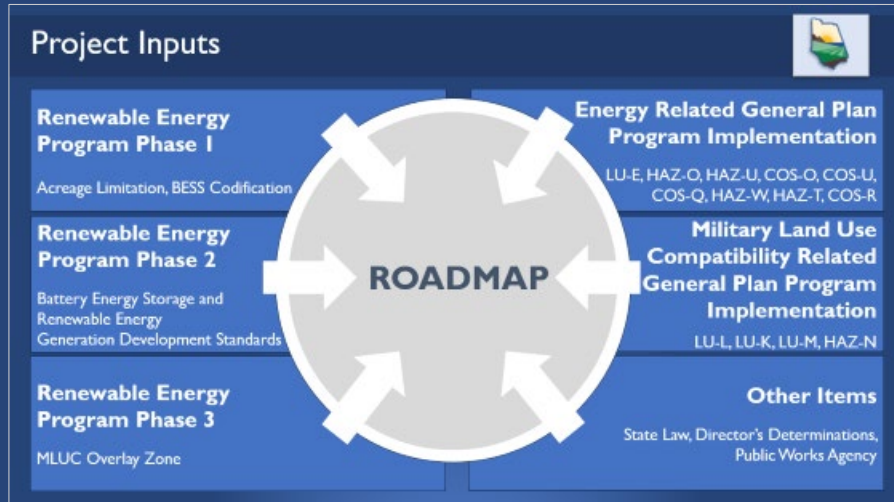 Project Inputs
Renewable Energy
Program Phase 1
Acreage Limitation, BESS Codification
Renewable Energy
Program Phase 2
Battery Energy Storage and
Renewable Energy
Generation Development Standards
Renewable Energy
Program Phase 3
MLUC Overlay Zone
ROADMAP
Energy Related General Plan
Program Implementation
LU-E, HAZ-O, HAZ-U, COS-O, COS-U,
COS-Q, HAZ-W, HAZ-T, COS-R
Military Land Use
Compatibility Related
General Plan Program
Implementation
LU-L, LU-K, LU-M, HAZ-N
Other Items
State Law, Director's Determinations,
Public Works Agency